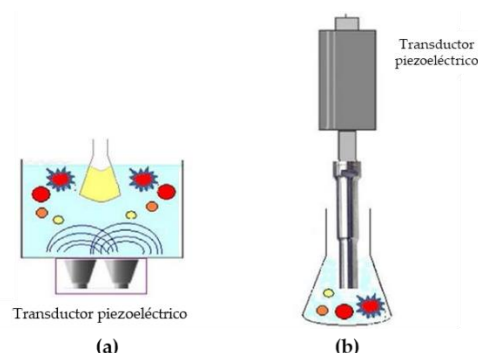 Transductor
piezoeléctrico
Transductor piezoeléctrico
(a)
(b)